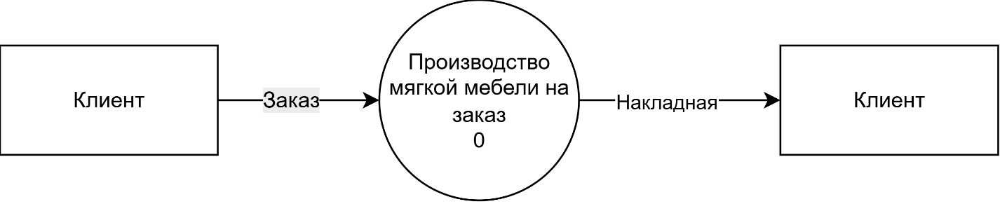 Клиент
Заказ
Производство
мягкой мебели на
заказ
0
Накладная
Клиент